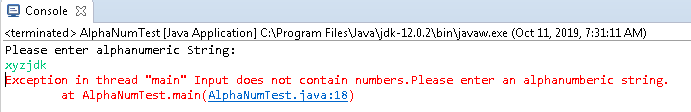 Console
<terminated> AlphaNumTest [Java Application] C:\Program Files\Java\jdk-12.0.2\bin\javaw.exe (Oct 11, 2019, 7:31:11 AM)
Please enter alphanumeric String:
xyzjdk
Exception in thread "main" Input does not contain numbers.Please enter an alphanumberic string.
at AlphaNumTest.main(AlphaNumTest.java:18)